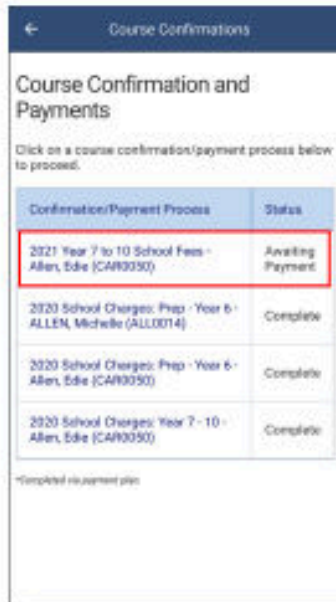 Course Confirmations
Course Confirmation and
Payments
Click on a course confirmation/payment process below
to proceed.
Confirmation/Payment Process Status
2021 Year 7 to 10 School Fees - Awaiting
Allen, Edie (CAR0050) Payment
2020 School Charges: Prep - Year 6 - Complete
ALLEN, Michelle (ALL0014)
2020 School Charges: Prep - Year 6 - Complete
Allen, Edie (CAR0050)
2020 School Charges: Year 7 - 10 - Complete
Allen, Edie (CAR0050)
*Completed via payment plan